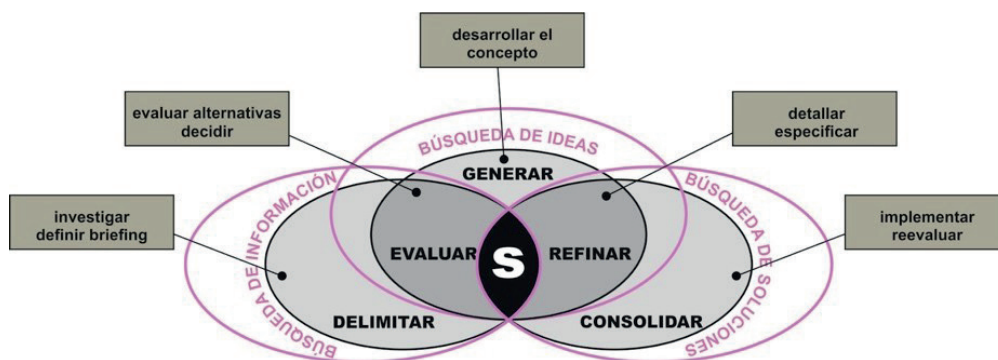 desarrollar el
concepto
evaluar alternativas
decidir
detallar
especificar
BÚSQUEDA DE IDEAS
GENERAR
BÚSQUEDA DE INFORMACIÓN
BÚSQUEDA DE SOLUCIONES
investigar
definir briefing
implementar
reevaluar
EVALUAR
S
REFINAR
DELIMITAR
CONSOLIDAR